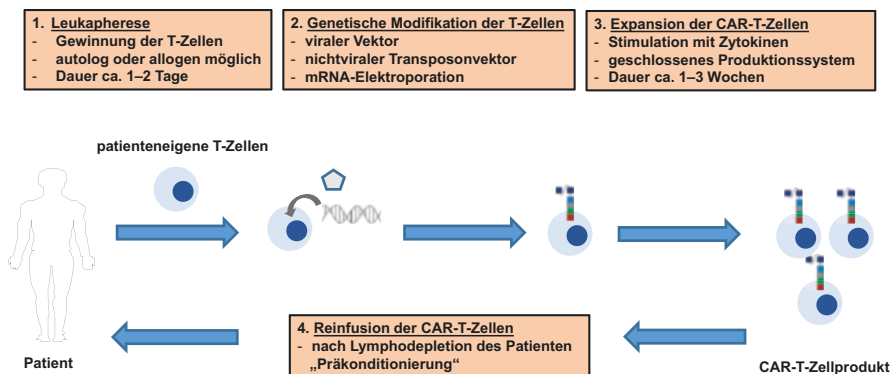 1. Leukapherese
- Gewinnung der T-Zellen
- autolog oder allogen möglich
- Dauer ca. 1–2 Tage
2. Genetische Modifikation der T-Zellen
- viraler Vektor
- nichtviraler Transposonvektor
- mRNA-Elektroporation
3. Expansion der CAR-T-Zellen
- Stimulation mit Zytokinen
- geschlossenes Produktionssystem
- Dauer ca. 1–3 Wochen
patienteneigene T-Zellen
4. Reinfusion der CAR-T-Zellen
- nach Lymphodepletion des Patienten
„Präkonditionierung“
Patient
CAR-T-Zellprodukt